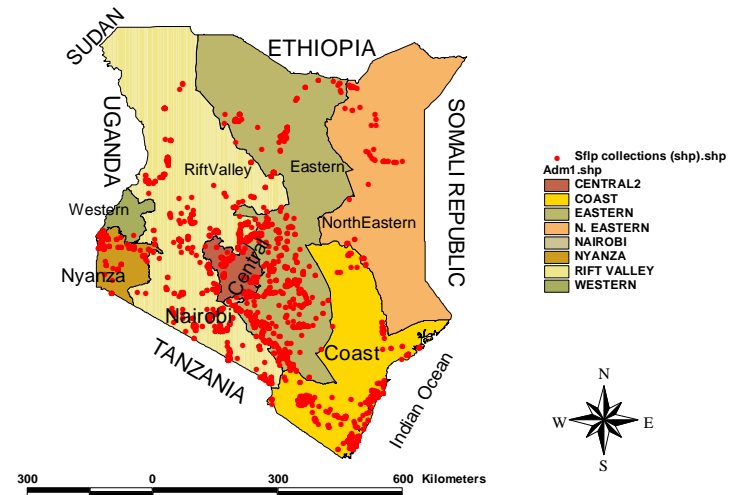 SUDAN
ETHIOPIA
UGANDA
SOMALI REPUBLIC
RiftValley
Eastern
Western
NorthEastern
Nyanza
Central
Nairobi
Coast
TANZANIA
Indian Ocean
Sflp collections (shp).shp
Adm1.shp
CENTRAL2
COAST
EASTERN
N. EASTERN
NAIROBI
NYANZA
RIFT VALLEY
WESTERN
N
W E
S
300 0 300 600 Kilometers